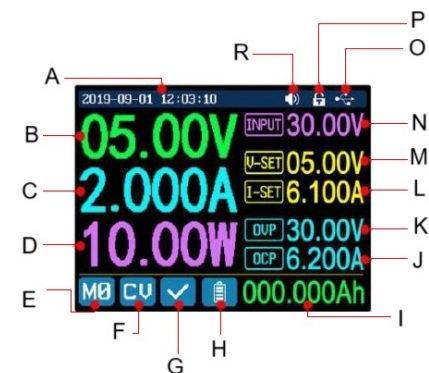 P
R O
A
2019-09-01 12:03:10
B 05.00V INPUT 30.00V N
V-SET 05.00V M
C 2.000A I-SET 6.100A L
D 10.00W OVP 30.00V K
OCP 6.200A J
E M0 CV 000.000Ah
F H I
G